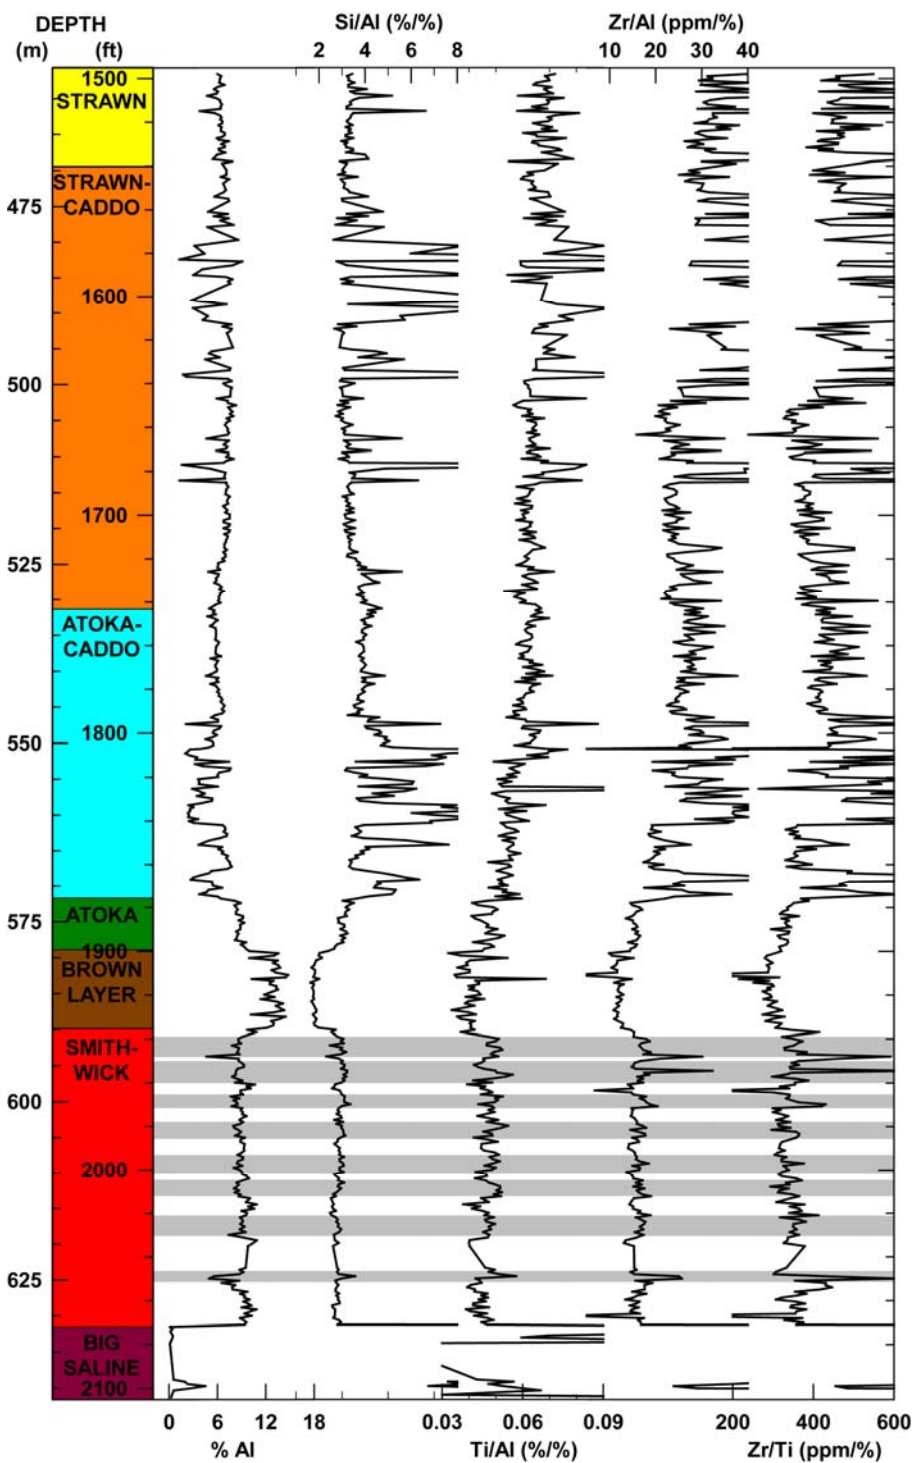 DEPTH Si/Al (%/%) Zr/Al (ppm/%)
(m) (ft) 2 4 6 8 10 20 30 40
1500
STRAWN
STRAWN-
475 CADDO
1600
500
1700
525
ATOKA-
CADDO
1800
550
ATOKA
575
1900
BROWN
LAYER
SMITH-
WICK
600
2000
625
BIG
SALINE
2100
0 6 12 18 0.03 0.06 0.09 200 400 600
% Al Ti/Al (%/%) Zr/Ti (ppm/%)